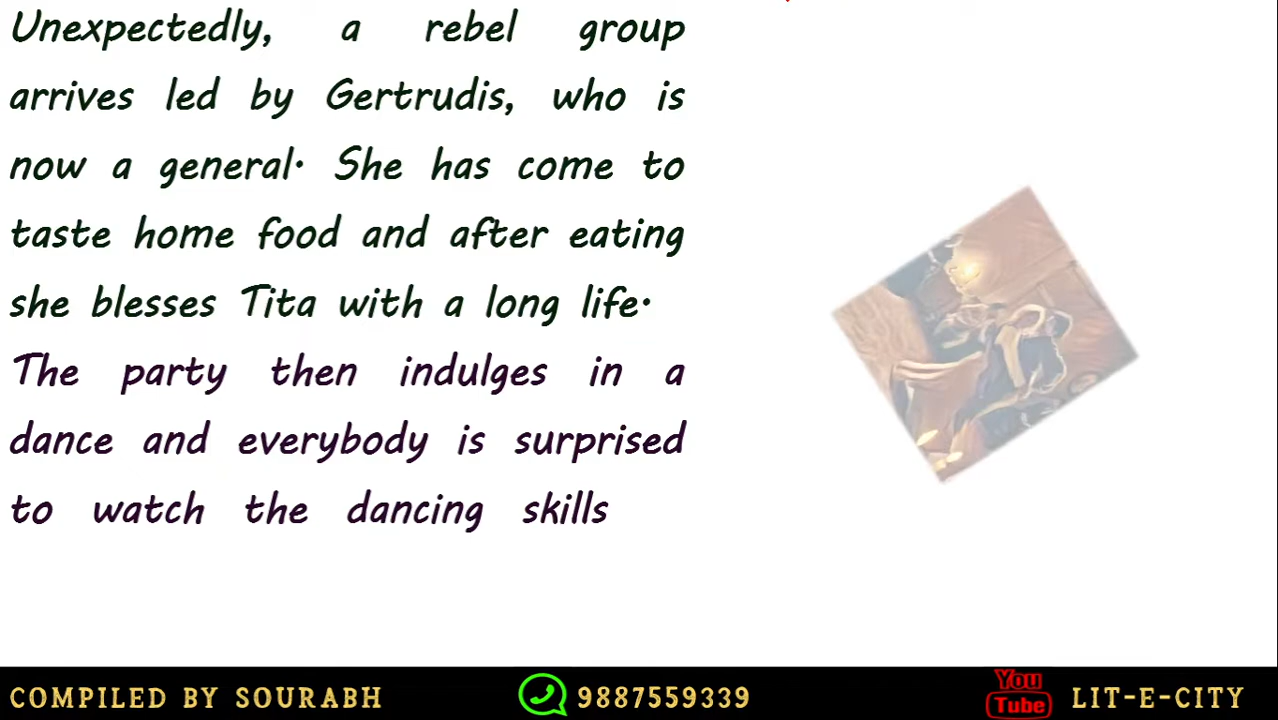 Unexpectedly, a rebel group
arrives led by Gertrudis, who is
now a general. She has come to
taste home food and after eating
she blesses Tita with a long life.
The party then indulges in a
dance and everybody is surprised
to watch the dancing skills
COMPILED BY SOURABH 9887559339 You Tube LIT-E-CITY